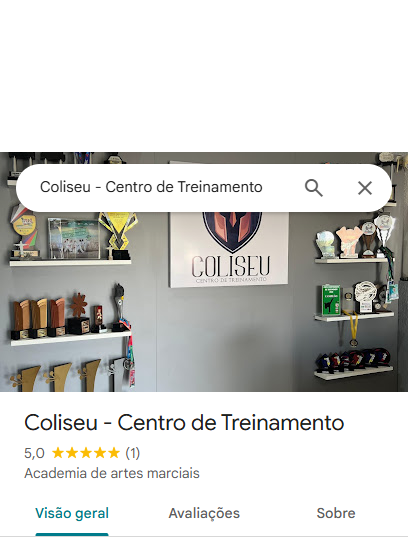 Coliseu - Centro de Treinamento
COLISEU
CENTRO DE TREINAMENTO
Coliseu - Centro de Treinamento
5,0 ★★★★★ (1)
Academia de artes marciais
Visão geral
Avaliações
Sobre